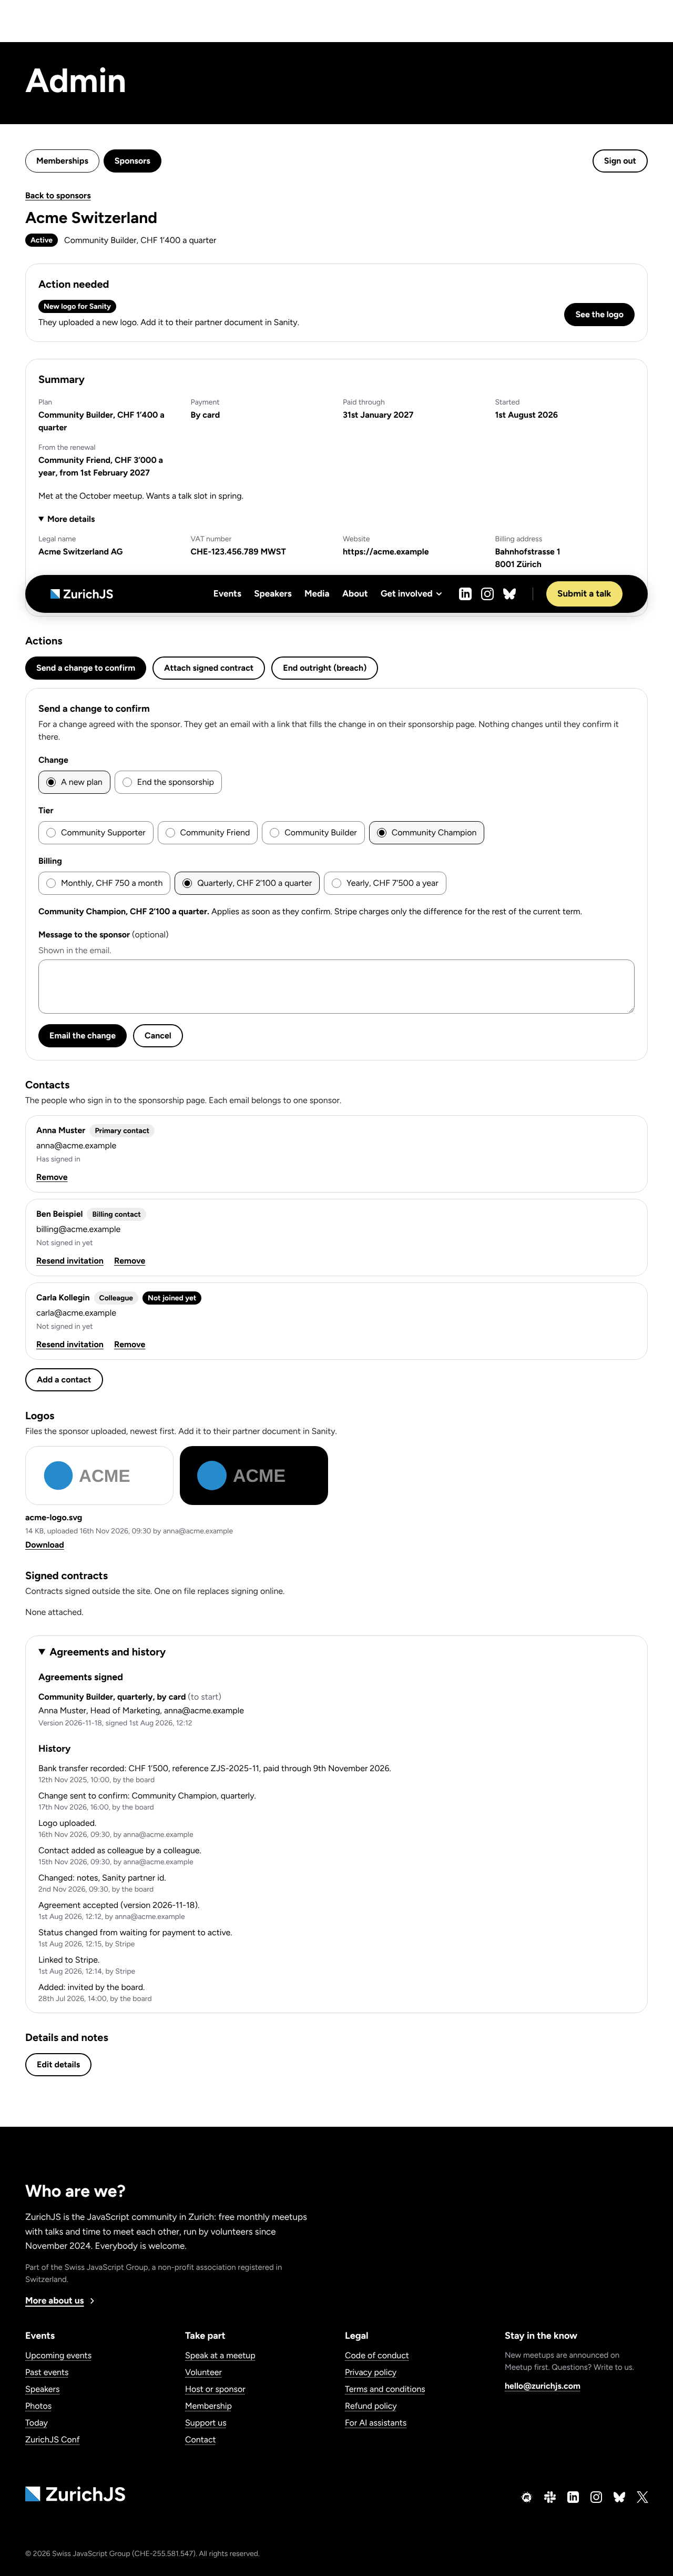 Admin
Memberships
Sponsors
Sign out
Back to sponsors
Acme Switzerland
Active
Community Builder, CHF 1'400 a quarter
Action needed
New logo for Sanity
They uploaded a new logo. Add it to their partner document in Sanity.
See the logo
Summary
Plan
Community Builder, CHF 1'400 a
quarter
Payment
By card
Paid through
31st January 2027
Started
1st August 2026
From the renewal
Community Friend, CHF 3'000 a
year, from 1st February 2027
Met at the October meetup. Wants a talk slot in spring.
More details
Legal name
Acme Switzerland AG
VAT number
CHE-123.456.789 MWST
Website
https://acme.example
Billing address
Bahnhofstrasse 1
8001 Zürich
ZurichJS
Events
Speakers
Media
About
Get involved
Submit a talk
Actions
Send a change to confirm
Attach signed contract
End outright (breach)
Send a change to confirm
For a change agreed with the sponsor. They get an email with a link that fills the change in on their sponsorship page. Nothing changes until they confirm it
there.
Change
A new plan
End the sponsorship
Tier
Community Supporter
Community Friend
Community Builder
Community Champion
Billing
Monthly, CHF 750 a month
Quarterly, CHF 2'100 a quarter
Yearly, CHF 7'500 a year
Community Champion, CHF 2'100 a quarter. Applies as soon as they confirm. Stripe charges only the difference for the rest of the current term.
Message to the sponsor (optional)
Shown in the email.
Email the change
Cancel
Contacts
The people who sign in to the sponsorship page. Each email belongs to one sponsor.
Anna Muster
Primary contact
anna@acme.example
Has signed in
Remove
Ben Beispiel
Billing contact
billing@acme.example
Not signed in yet
Resend invitation
Remove
Carla Kollegin
Colleague
Not joined yet
carla@acme.example
Not signed in yet
Resend invitation
Remove
Add a contact
Logos
Files the sponsor uploaded, newest first. Add it to their partner document in Sanity.
ACME
ACME
acme-logo.svg
14 KB, uploaded 16th Nov 2026, 09:30 by anna@acme.example
Download
Signed contracts
Contracts signed outside the site. One on file replaces signing online.
None attached.
Agreements and history
Agreements signed
Community Builder, quarterly, by card (to start)
Anna Muster, Head of Marketing, anna@acme.example
Version 2026-11-18, signed 1st Aug 2026, 12:12
History
Bank transfer recorded: CHF 1'500, reference ZJS-2025-11, paid through 9th November 2026.
12th Nov 2025, 10:00, by the board
Change sent to confirm: Community Champion, quarterly.
17th Nov 2026, 16:00, by the board
Logo uploaded.
16th Nov 2026, 09:30, by anna@acme.example
Contact added as colleague by a colleague.
15th Nov 2026, 09:30, by anna@acme.example
Changed: notes, Sanity partner id.
2nd Nov 2026, 09:30, by the board
Agreement accepted (version 2026-11-18).
1st Aug 2026, 12:12, by anna@acme.example
Status changed from waiting for payment to active.
1st Aug 2026, 12:15, by Stripe
Linked to Stripe.
1st Aug 2026, 12:14, by Stripe
Added: invited by the board.
28th Jul 2026, 14:00, by the board
Details and notes
Edit details
Who are we?
ZurichJS is the JavaScript community in Zurich: free monthly meetups
with talks and time to meet each other, run by volunteers since
November 2024. Everybody is welcome.
Part of the Swiss JavaScript Group, a non-profit association registered in
Switzerland.
More about us
Events
Upcoming events
Past events
Speakers
Photos
Today
ZurichJS Conf
Take part
Speak at a meetup
Volunteer
Host or sponsor
Membership
Support us
Contact
Legal
Code of conduct
Privacy policy
Terms and conditions
Refund policy
For AI assistants
Stay in the know
New meetups are announced on
Meetup first. Questions? Write to us.
hello@zurichjs.com
ZurichJS
© 2026 Swiss JavaScript Group (CHE-255.581.547). All rights reserved.